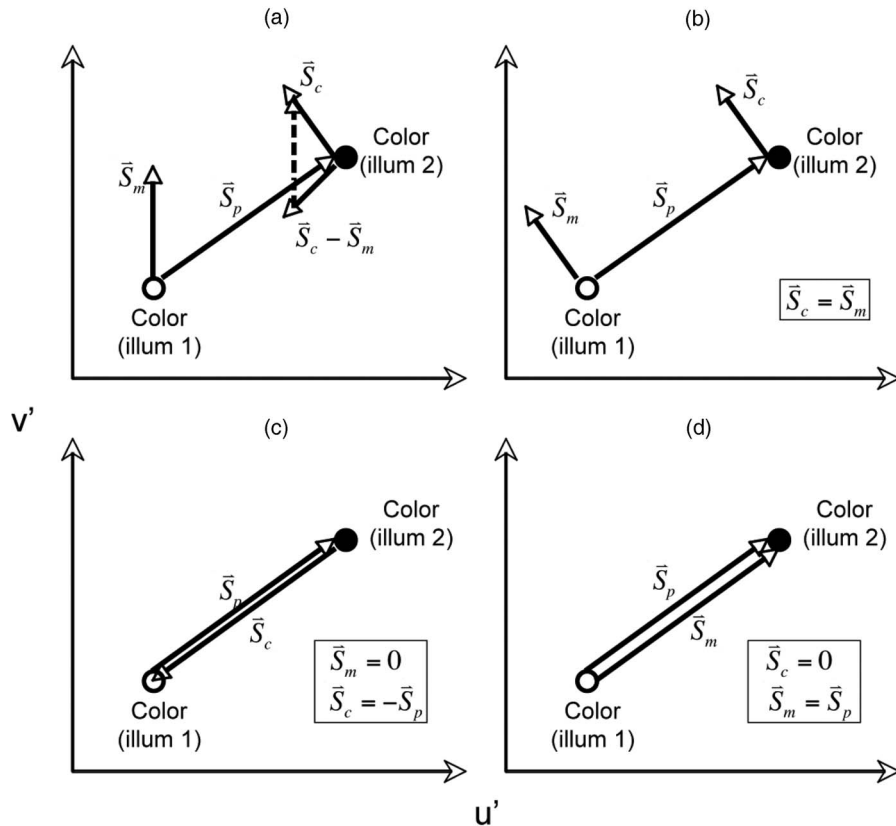 (a)
(b)
S⃗c
S⃗c
Color
(illum 2)
Color
(illum 2)
S⃗m
S⃗p
S⃗p
S⃗m
S⃗c − S⃗m
Color
(illum 1)
Color
(illum 1)
S⃗c = S⃗m
v'
(c)
(d)
Color
(illum 2)
Color
(illum 2)
S⃗p
S⃗c
S⃗p
S⃗m
S⃗m = 0
S⃗c = −S⃗p
S⃗c = 0
S⃗m = S⃗p
Color
(illum 1)
Color
(illum 1)
u'